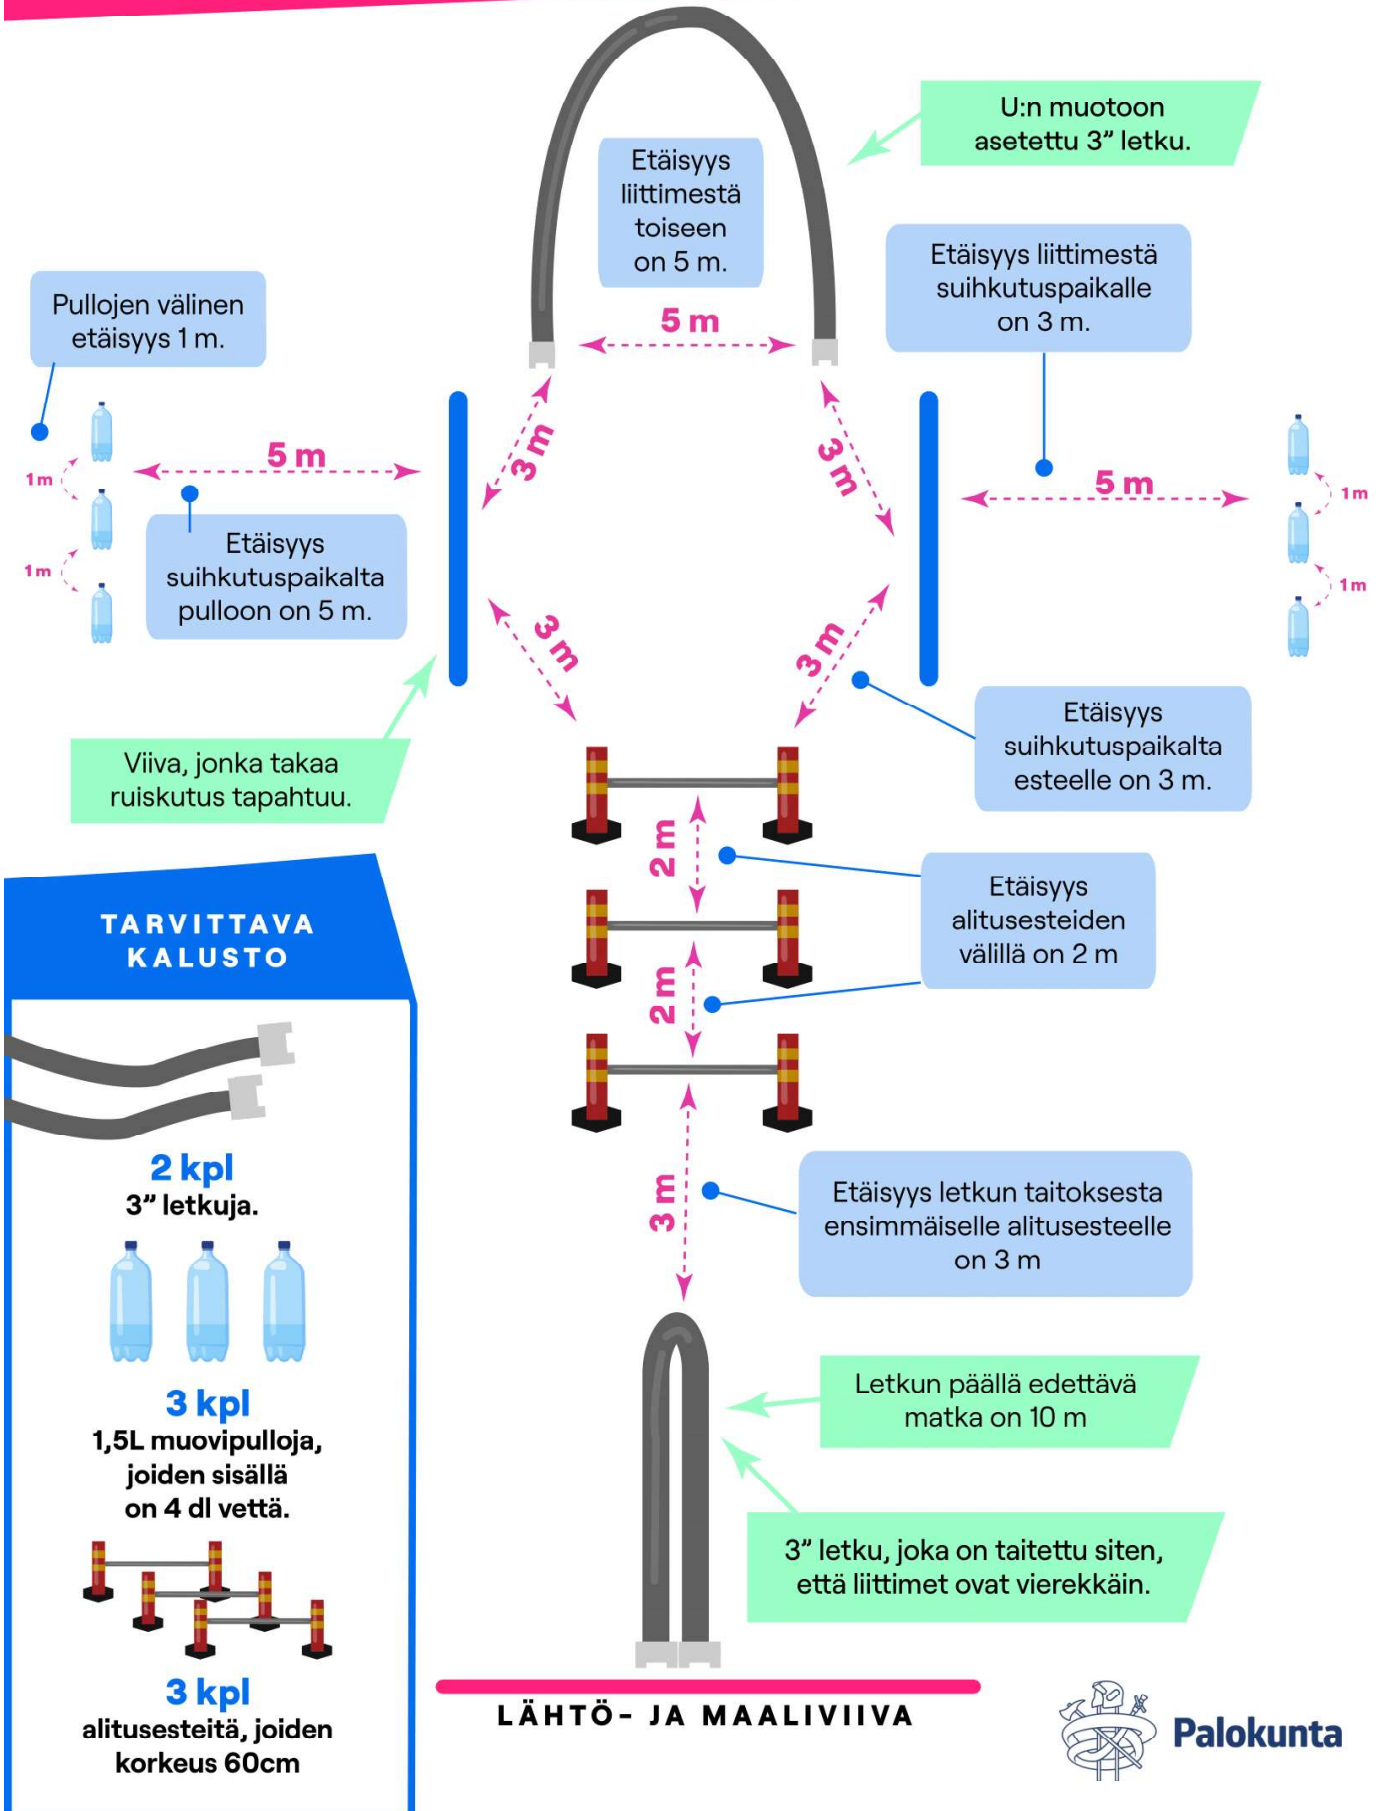 U:n muotoon
asetettu 3” letku.
Etäisyys
liittimestä
toiseen
on 5 m.
5 m
Etäisyys liittimestä
suihkutuspaikalle
on 3 m.
Pullojen välinen
etäisyys 1 m.
3 m
3 m
5 m
5 m
1 m
1 m
1 m
1 m
Etäisyys
suihkutuspaikalta
pulloon on 5 m.
3 m
3 m
Etäisyys
suihkutuspaikalta
esteelle on 3 m.
Viiva, jonka takaa
ruiskutus tapahtuu.
2 m
Etäisyys
alitusesteiden
välillä on 2 m
2 m
3 m
Etäisyys letkun taitoksesta
ensimmäiselle alitusesteelle
on 3 m
Letkun päällä edettävä
matka on 10 m
3” letku, joka on taitettu siten,
että liittimet ovat vierekkäin.
LÄHTÖ- JA MAALIVIIVA
TARVITTAVA
KALUSTO
2 kpl
3” letkuja.
3 kpl
1,5L muovipulloja,
joiden sisällä
on 4 dl vettä.
3 kpl
alitusesteitä, joiden
korkeus 60cm
Palokunta